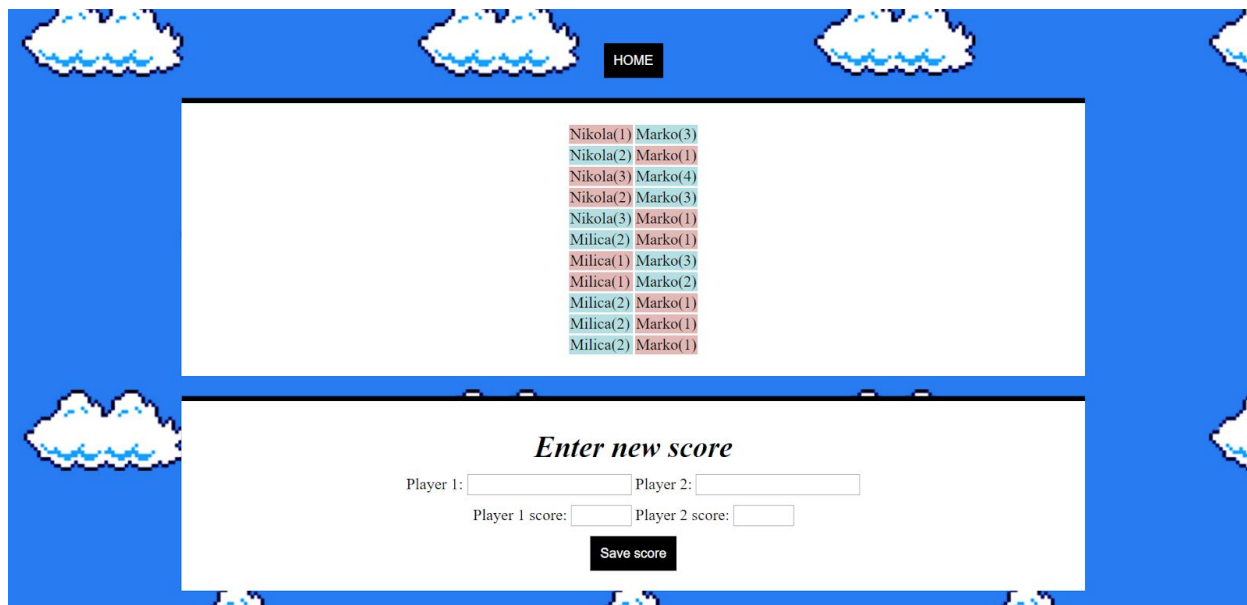 HOME
Nikola(1) Marko(3)
Nikola(2) Marko(1)
Nikola(3) Marko(4)
Nikola(2) Marko(3)
Nikola(3) Marko(1)
Milica(2) Marko(1)
Milica(1) Marko(3)
Milica(1) Marko(2)
Milica(2) Marko(1)
Milica(2) Marko(1)
Milica(2) Marko(1)
Enter new score
Player 1: Player 2:
Player 1 score: Player 2 score:
Save score